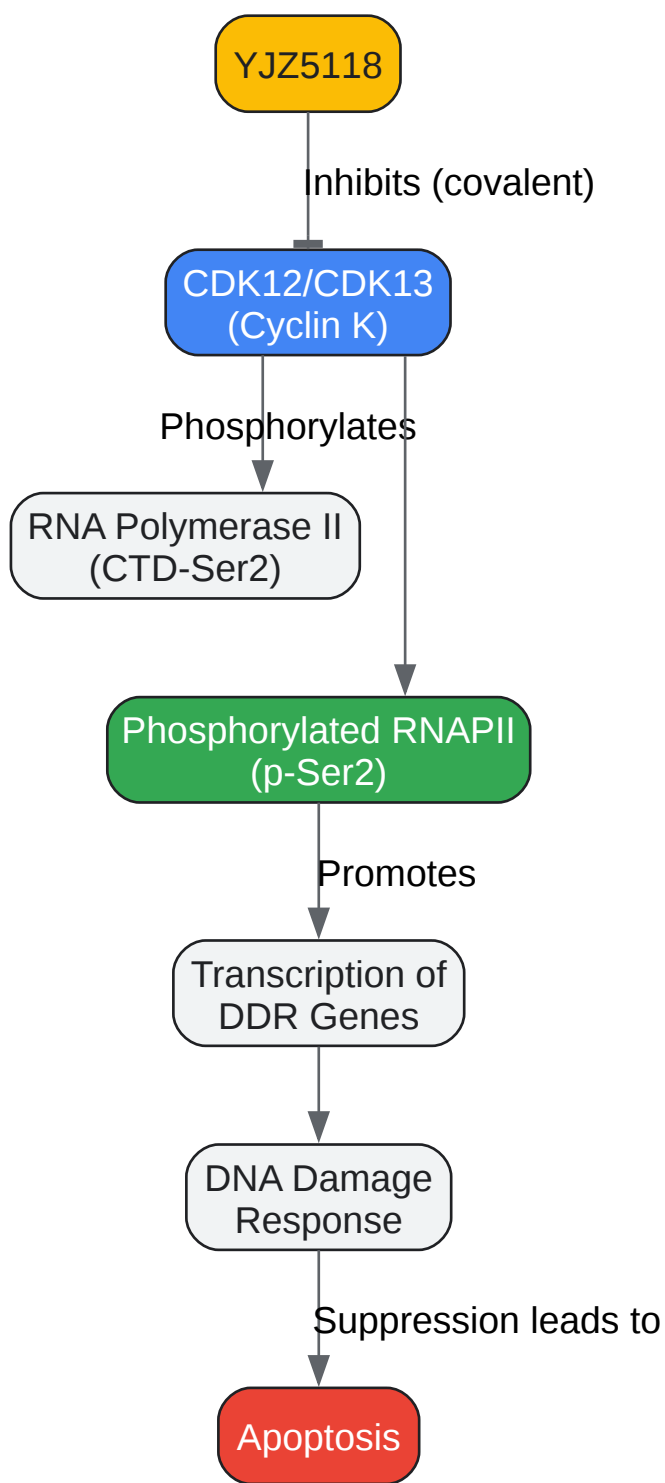 YJZ5118
Inhibits (covalent)
CDK12/CDK13
(Cyclin K)
Phosphorylates
RNA Polymerase II
(CTD-Ser2)
Phosphorylated RNAPII
(p-Ser2)
Promotes
Transcription of
DDR Genes
DNA Damage
Response
Suppression leads to
Apoptosis